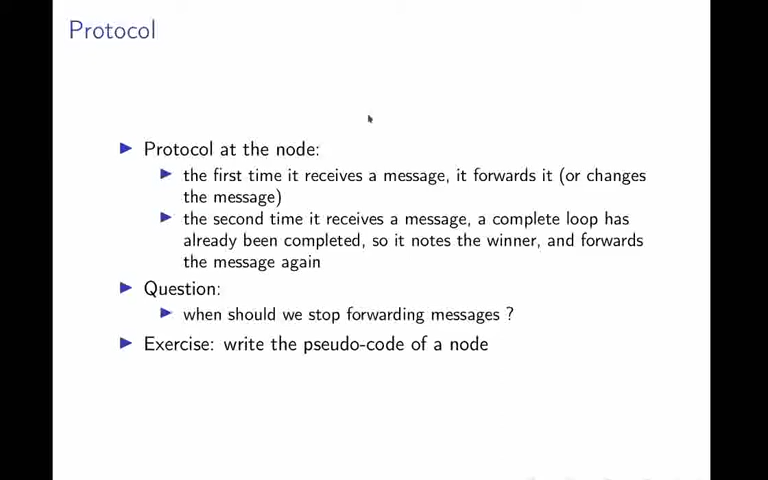 Protocol
Protocol at the node:
the first time it receives a message, it forwards it (or changes
the message)
the second time it receives a message, a complete loop has
already been completed, so it notes the winner, and forwards
the message again
Question:
when should we stop forwarding messages ?
Exercise: write the pseudo-code of a node